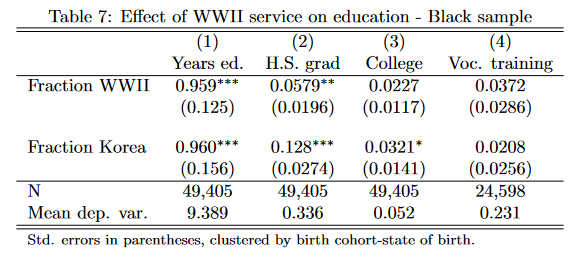 Table 7: Effect of WWII service on education - Black sample
(1) (2) (3) (4)
Years ed. H.S. grad College Voc. training
Fraction WWII 0.959*** 0.0579** 0.0227 0.0372
(0.125) (0.0196) (0.0117) (0.0286)
Fraction Korea 0.960*** 0.128*** 0.0321* 0.0208
(0.156) (0.0274) (0.0141) (0.0256)
N 49,405 49,405 49,405 24,598
Mean dep. var. 9.389 0.336 0.052 0.231
Std. errors in parentheses, clustered by birth cohort-state of birth.